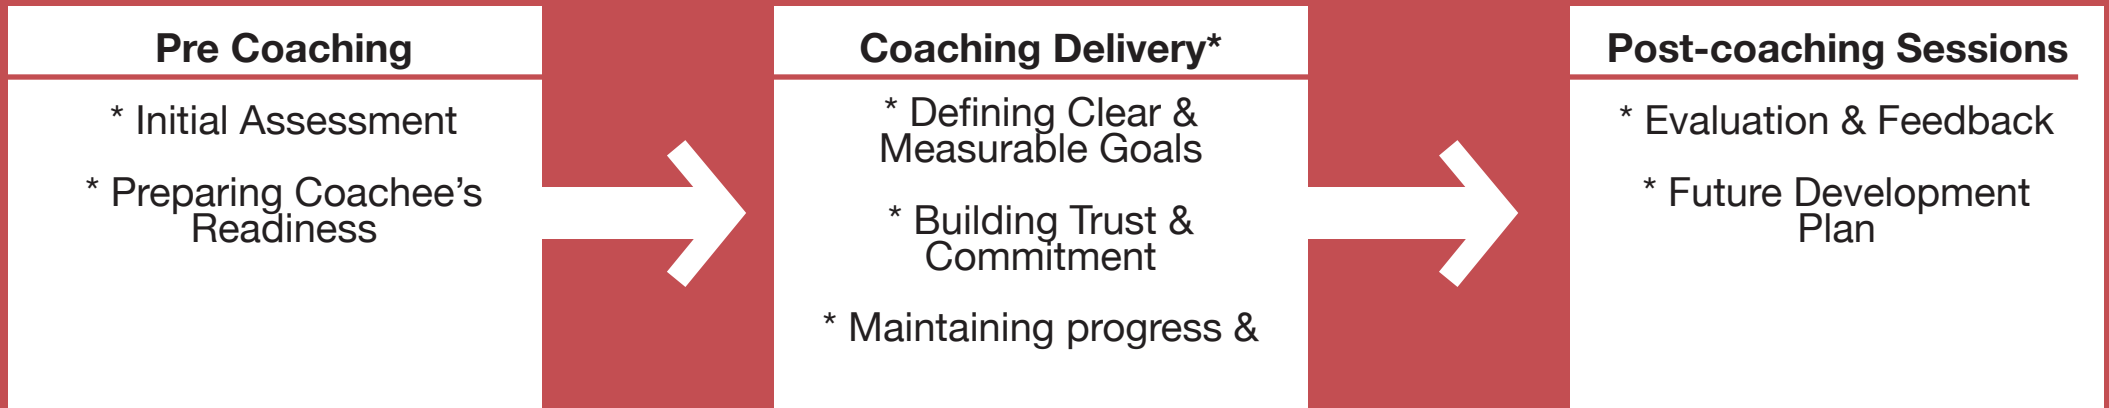 Pre Coaching
* Initial Assessment
* Preparing Coachee’s
Readiness
Coaching Delivery*
* Defining Clear &
Measurable Goals
* Building Trust &
Commitment
* Maintaining progress &
Post-coaching Sessions
* Evaluation & Feedback
* Future Development
Plan